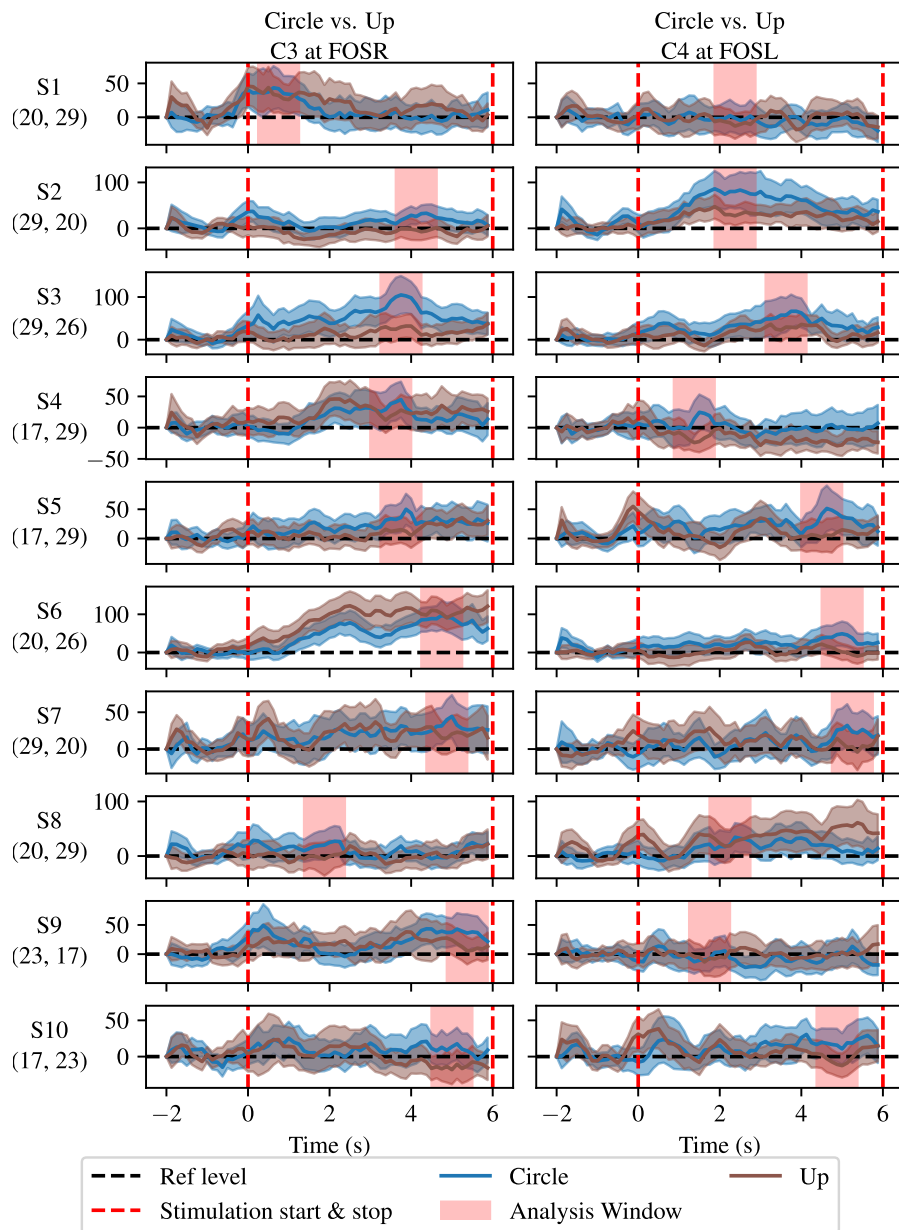 Circle vs. Up
C3 at FOSR
Circle vs. Up
C4 at FOSL
S1
(20, 29)
50
0
S2
(29, 20)
100
0
S3
(29, 26)
100
0
S4
(17, 29)
50
0
−50
S5
(17, 29)
50
0
S6
(20, 26)
100
0
S7
(29, 20)
50
0
S8
(20, 29)
100
0
S9
(23, 17)
50
0
S10
(17, 23)
50
0
−2 0 2 4 6
−2 0 2 4 6
Time (s)
Time (s)
Ref level
Circle
Up
Stimulation start & stop
Analysis Window